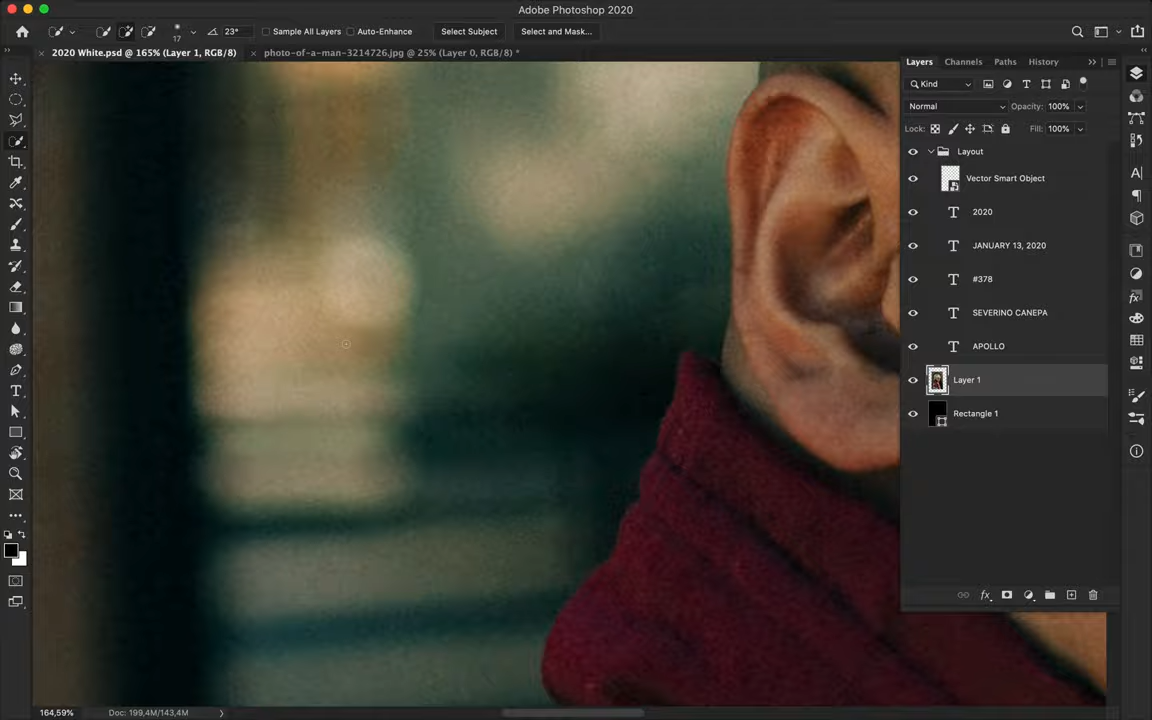 Adobe Photoshop 2020
17
23°
Sample All Layers
Auto-Enhance
Select Subject
Select and Mask...
2020 White.psd @ 165% (Layer 1, RGB/8)
photo-of-a-man-3214726.jpg @ 25% (Layer 0, RGB/8) *
Layers
Channels
Paths
History
Kind
Normal
Opacity: 100%
Lock:
Fill: 100%
Layout
Vector Smart Object
2020
JANUARY 13, 2020
#378
SEVERINO CANEPA
APOLLO
Layer 1
Rectangle 1
164,59%
Doc: 199,4M/143,4M